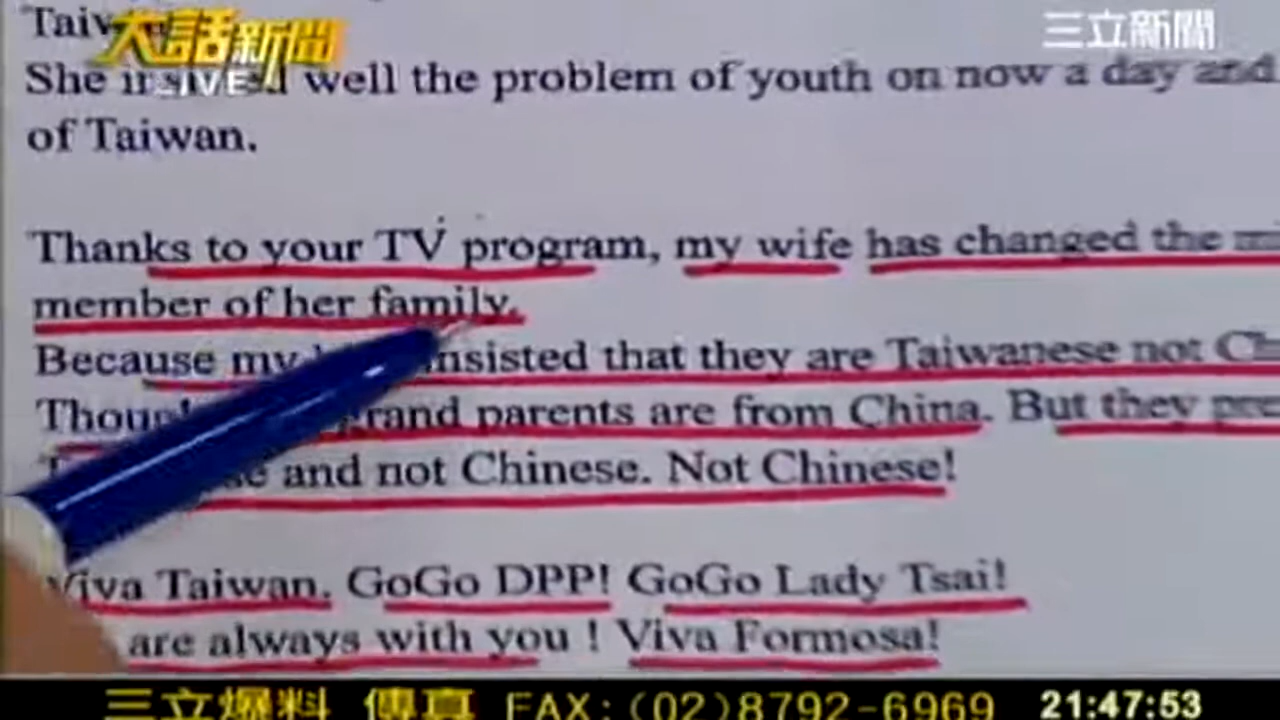 大話新聞
LIVE
三立新聞
She well the problem of youth on now a day and
of Taiwan.
Thanks to your TV program, my wife has changed the
member of her family.
Because my insisted that they are Taiwanese not
grand parents are from China. But they
and not Chinese. Not Chinese!
Viva Taiwan. GoGo DPP! GoGo Lady Tsai!
are always with you ! Viva Formosa!
三立爆料 傳真 FAX:(02)8792-6969 21:47:53